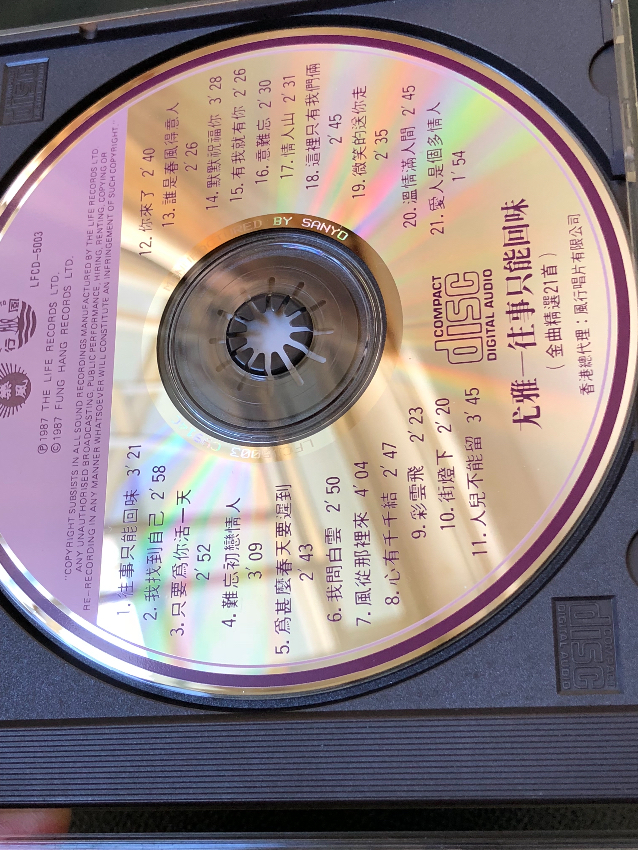 尤雅一往事只能回味
( 金曲精選21首 )
香港總代理：風行唱片有限公司
COMPACT
disc
DIGITAL AUDIO
1. 往事只能回味 3′21
2. 我找到自己 2′58
3. 只要爲你活一天
2′52
4. 難忘初戀情人
3′09
5. 爲甚麼春天要遲到
2′43
6. 我問白雲 2′50
7. 風從那裡來 4′04
8. 心有千千結 2′47
9. 彩雲飛 2′23
10. 街燈下 2′20
11. 人兒不能留 3′45
12. 你來了 2′40
13. 誰是春風得意人
2′26
14. 默默祝福你 3′28
15. 有我就有你 2′26
16. 意難忘 2′30
17. 情人山 2′31
18. 這裡只有我們倆
2′45
19. 微笑的送你走
2′35
20. 溫情滿人間 2′45
21. 愛人是個多情人
1′54
LFCD-5003
℗1987 THE LIFE RECORDS LTD.
©1987 FUNG HANG RECORDS LTD.
"COPYRIGHT SUBSISTS IN ALL SOUND RECORDINGS MANUFACTURED BY THE LIFE RECORDS LTD
ANY UNAUTHORISED BROADCASTING, PUBLIC PERFORMANCE, HIRING, RENTING, COPYING OR
RE-RECORDING IN ANY MANNER WHATSOEVER WILL CONSTITUTE AN INFRINGEMENT OF SUCH COPYRIGHT"
BY SANYO
disc